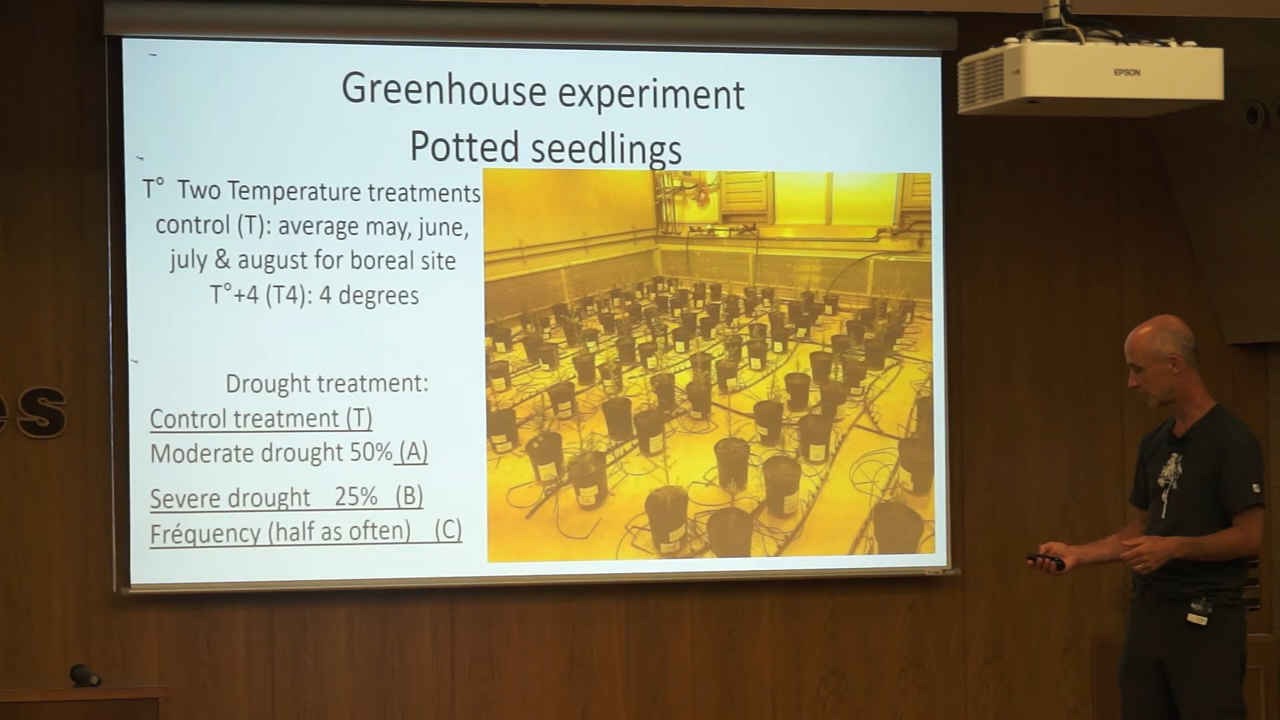 Greenhouse experiment
Potted seedlings
T° Two Temperature treatments
control (T): average may, june,
july & august for boreal site
T°+4 (T4): 4 degrees
Drought treatment:
Control treatment (T)
Moderate drought 50% (A)
Severe drought 25% (B)
Fréquency (half as often) (C)
EPSON
es